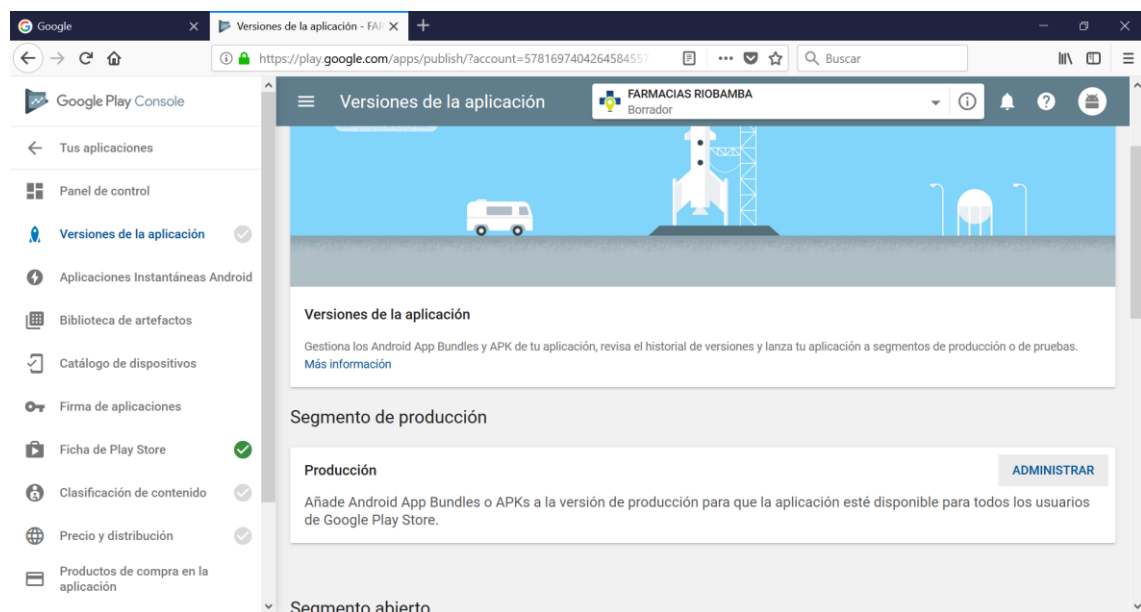 Google
Versiones de la aplicación - FAR
https://play.google.com/apps/publish/?account=5781697404264584557
Buscar
Google Play Console
Versiones de la aplicación
FARMACIAS RIOBAMBA
Borrador
Tus aplicaciones
Panel de control
Versiones de la aplicación
Aplicaciones Instantáneas Android
Biblioteca de artefactos
Catálogo de dispositivos
Firma de aplicaciones
Ficha de Play Store
Clasificación de contenido
Precio y distribución
Productos de compra en la
aplicación
Versiones de la aplicación
Gestiona los Android App Bundles y APK de tu aplicación, revisa el historial de versiones y lanza tu aplicación a segmentos de producción o de pruebas.
Más información
Segmento de producción
Producción
ADMINISTRAR
Añade Android App Bundles o APKs a la versión de producción para que la aplicación esté disponible para todos los usuarios
de Google Play Store.
Segmento abierto